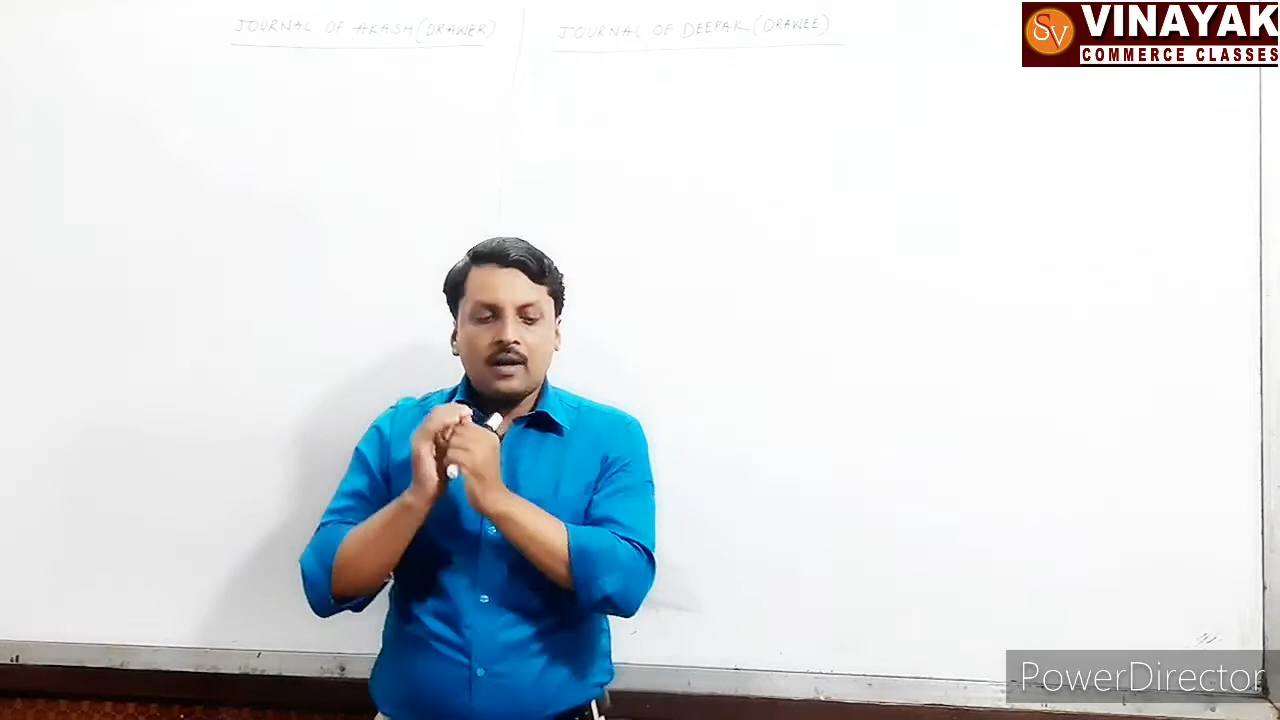 JOURNAL OF AKASH (DRAWER)
JOURNAL OF DEEPAK (DRAWEE)
SV VINAYAK
COMMERCE CLASSES
PowerDirector